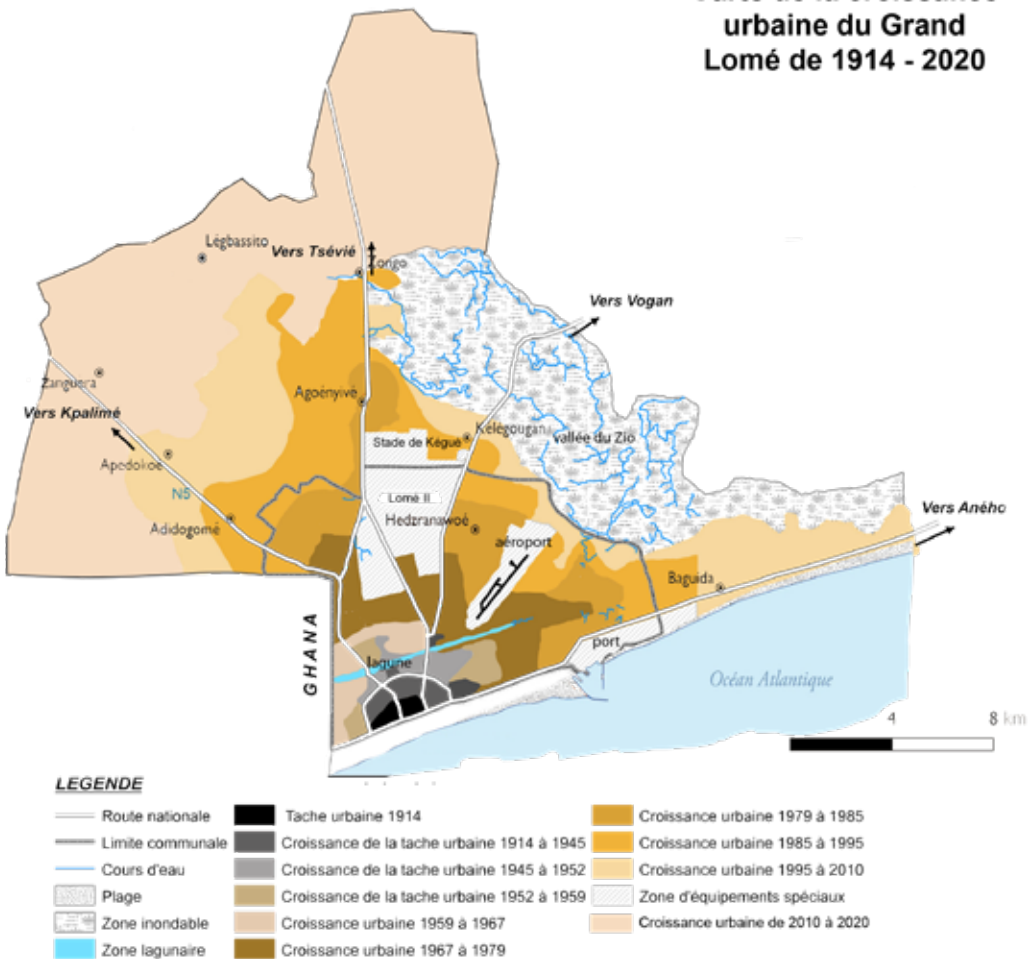 urbaine du Grand
Lomé de 1914 - 2020
Légbassito
Vers Tsévié
Zongo
Vers Vogan
Zanguera
Vers Kpalimé
Agoényivé
Stade de Kégué
Kélégougan
vallée du Zio
Apedokoe
N5
Lomé II
Hedzranawoé
Adidogomé
aéroport
Vers Aného
Baguida
GHANA
port
lagune
Océan Atlantique
4 8 km
LEGENDE
Route nationale
Limite communale
Cours d'eau
Plage
Zone inondable
Zone lagunaire
Tache urbaine 1914
Croissance de la tache urbaine 1914 à 1945
Croissance de la tache urbaine 1945 à 1952
Croissance de la tache urbaine 1952 à 1959
Croissance urbaine 1959 à 1967
Croissance urbaine 1967 à 1979
Croissance urbaine 1979 à 1985
Croissance urbaine 1985 à 1995
Croissance urbaine 1995 à 2010
Zone d'équipements spéciaux
Croissance urbaine de 2010 à 2020